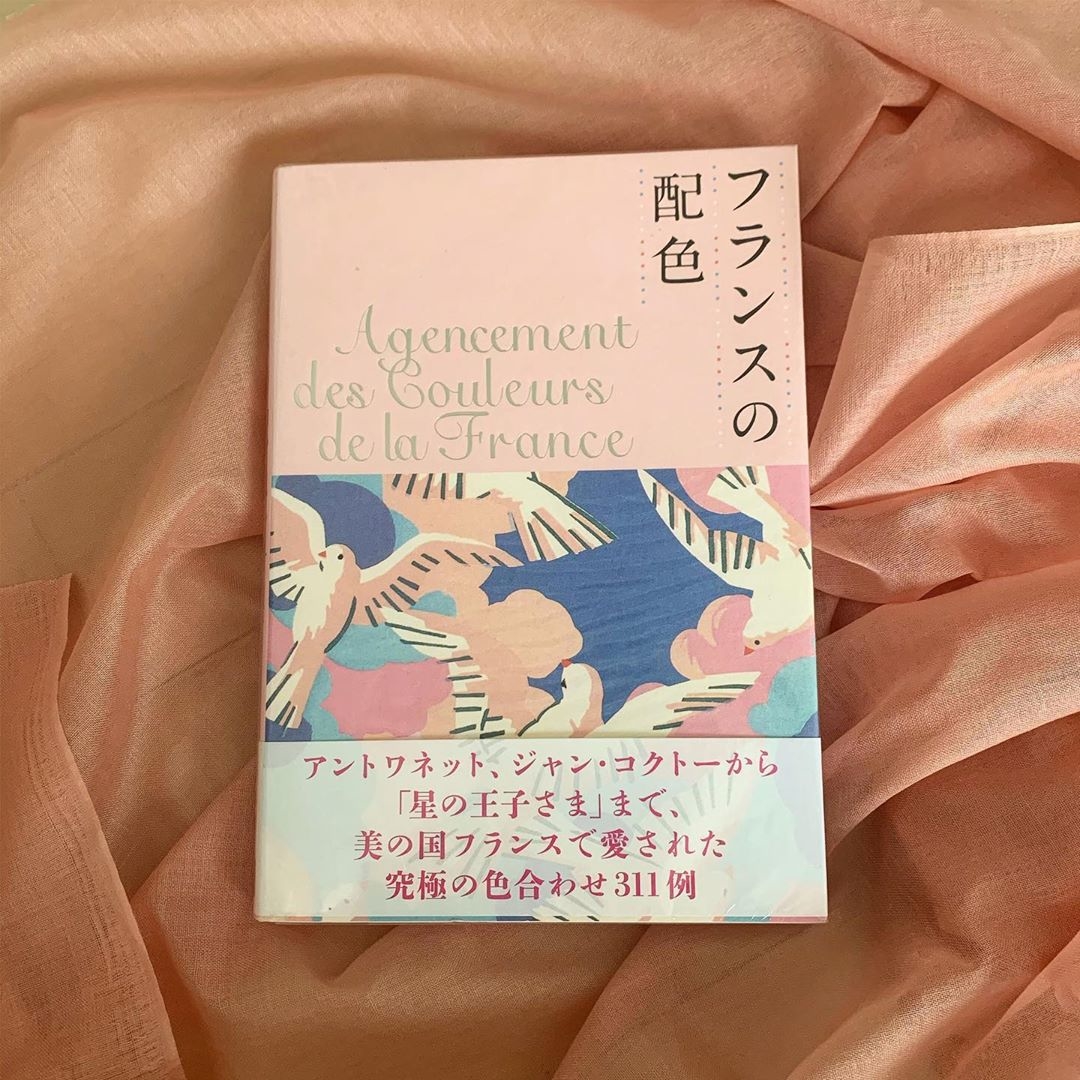 フランスの
配色
Agencement
des Couleurs
de la France
アントワネット、ジャン・コクトーから
「星の王子さま」まで、
美の国フランスで愛された
究極の色合わせ311例